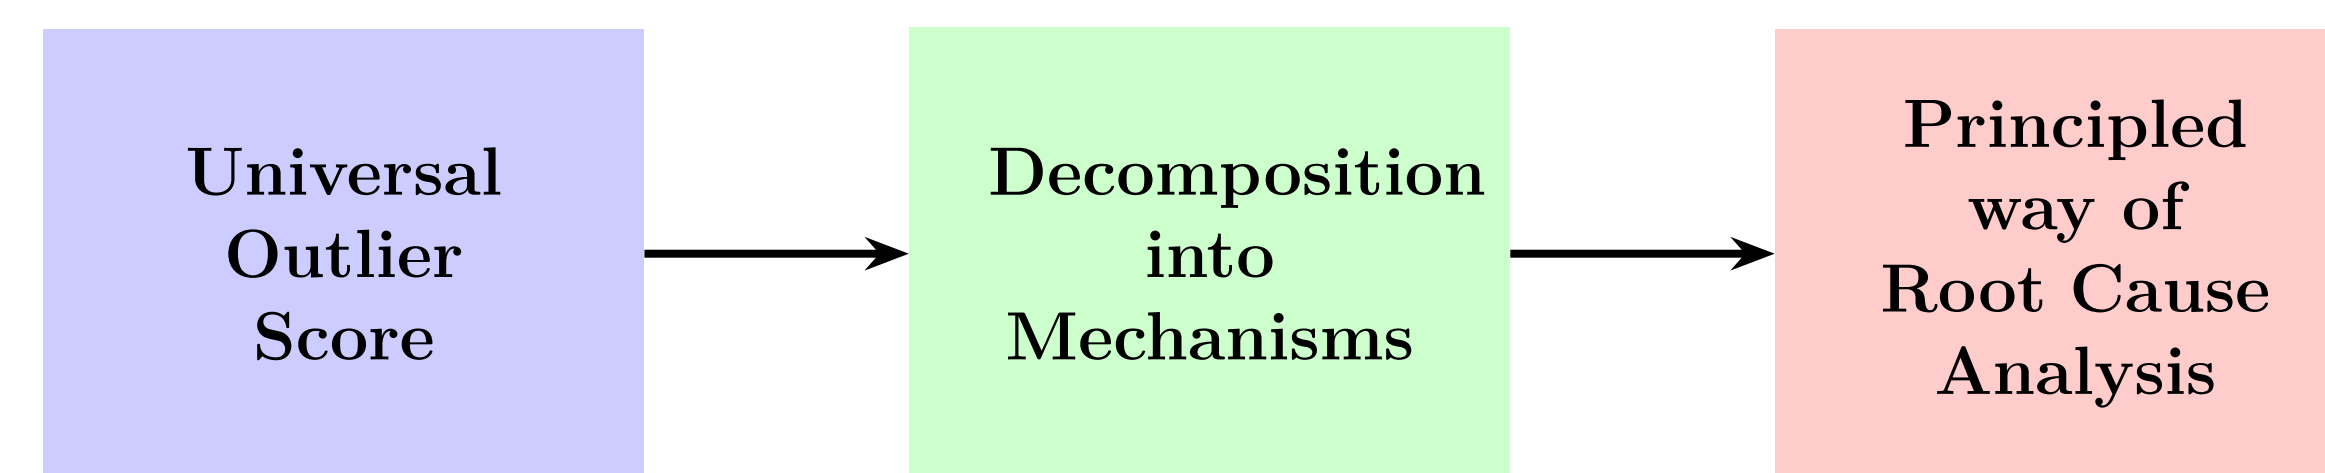 Universal
Outlier
Score
Decomposition
into
Mechanisms
Principled
way of
Root Cause
Analysis